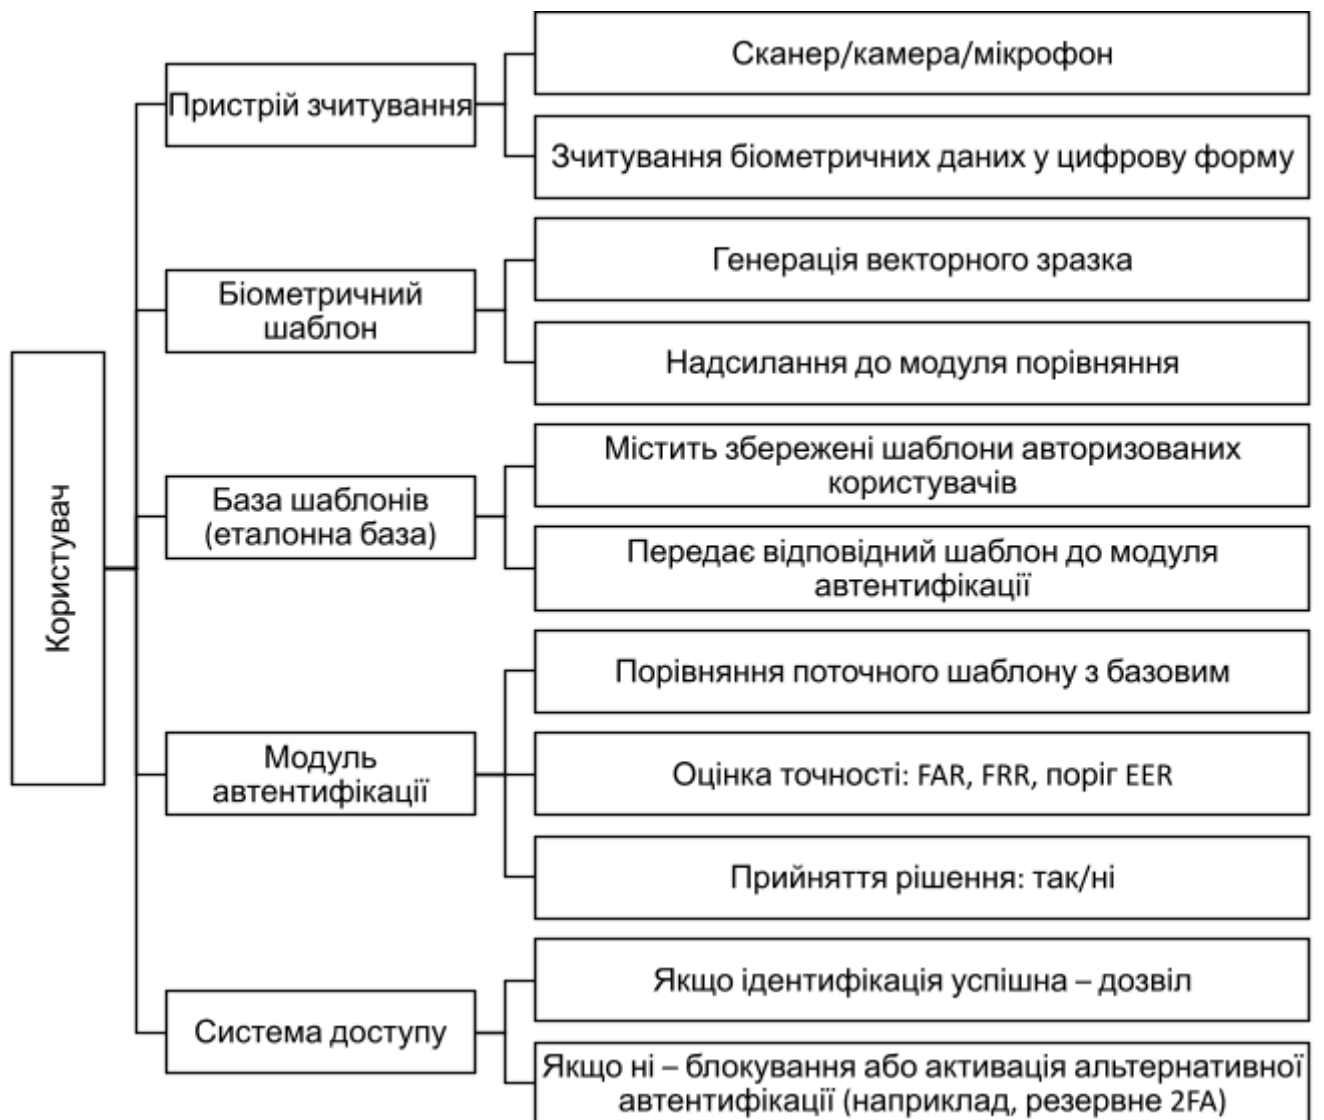 Користувач
Пристрій зчитування
Сканер/камера/мікрофон
Зчитування біометричних даних у цифрову форму
Біометричний
шаблон
Генерація векторного зразка
Надсилання до модуля порівняння
База шаблонів
(еталонна база)
Містить збережені шаблони авторизованих
користувачів
Передає відповідний шаблон до модуля
автентифікації
Модуль
автентифікації
Порівняння поточного шаблону з базовим
Оцінка точності: FAR, FRR, поріг EER
Прийняття рішення: так/ні
Система доступу
Якщо ідентифікація успішна – дозвіл
Якщо ні – блокування або активація альтернативної
автентифікації (наприклад, резервне 2FA)